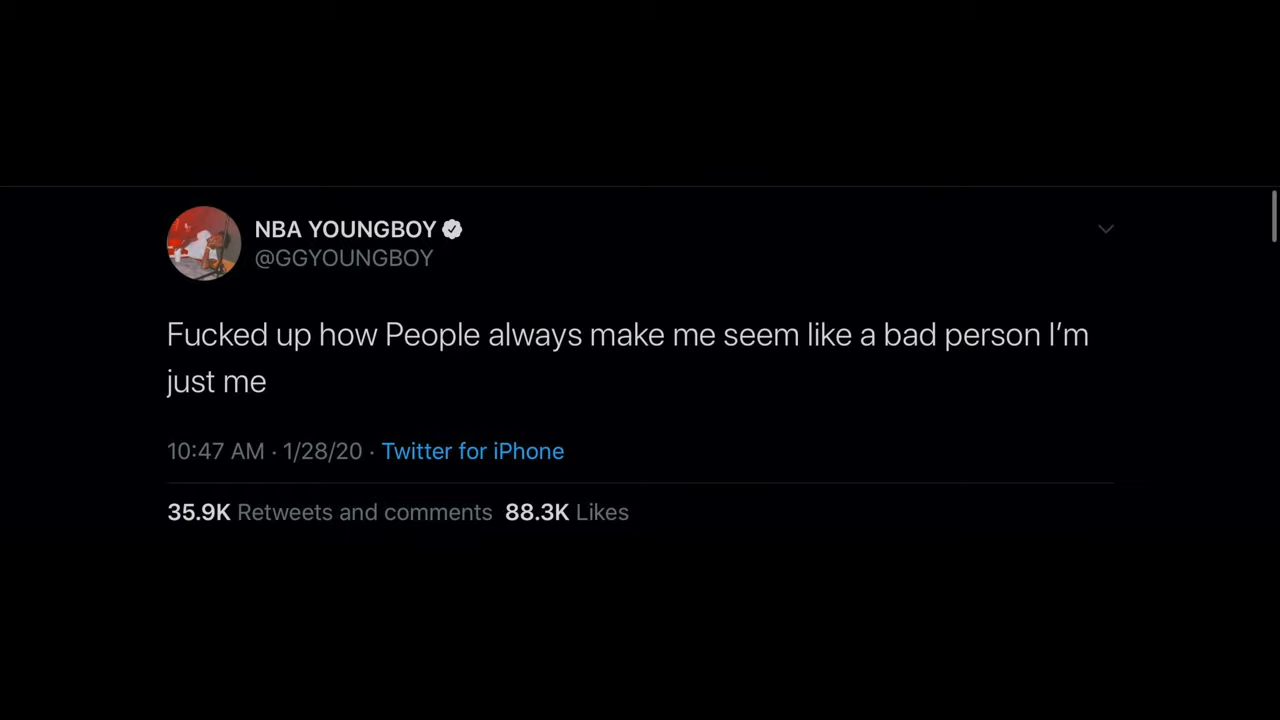 NBA YOUNGBOY
@GGYOUNGBOY
Fucked up how People always make me seem like a bad person I’m
just me
10:47 AM · 1/28/20 · Twitter for iPhone
35.9K Retweets and comments 88.3K Likes